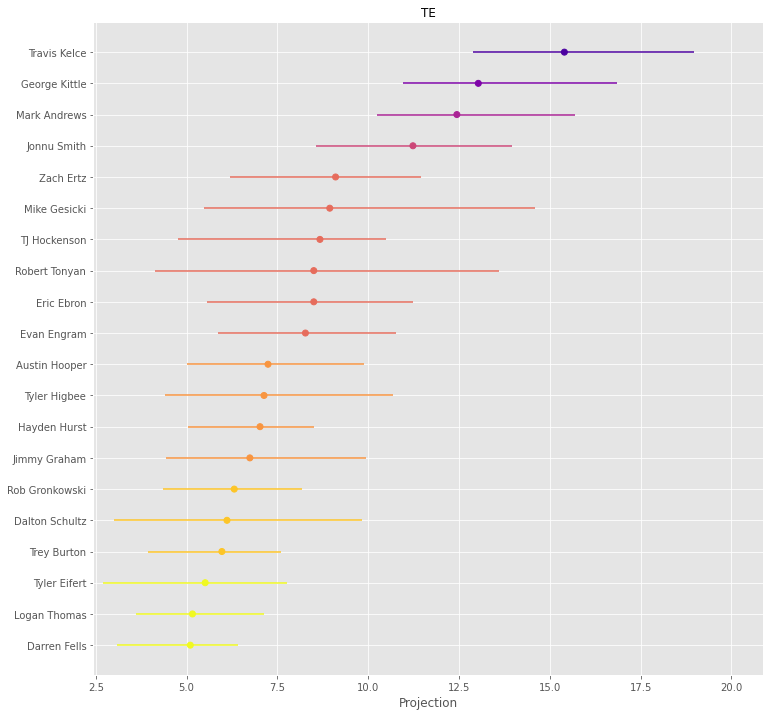 TE
Travis Kelce
George Kittle
Mark Andrews
Jonnu Smith
Zach Ertz
Mike Gesicki
TJ Hockenson
Robert Tonyan
Eric Ebron
Evan Engram
Austin Hooper
Tyler Higbee
Hayden Hurst
Jimmy Graham
Rob Gronkowski
Dalton Schultz
Trey Burton
Tyler Eifert
Logan Thomas
Darren Fells
2.5 5.0 7.5 10.0 12.5 15.0 17.5 20.0
Projection